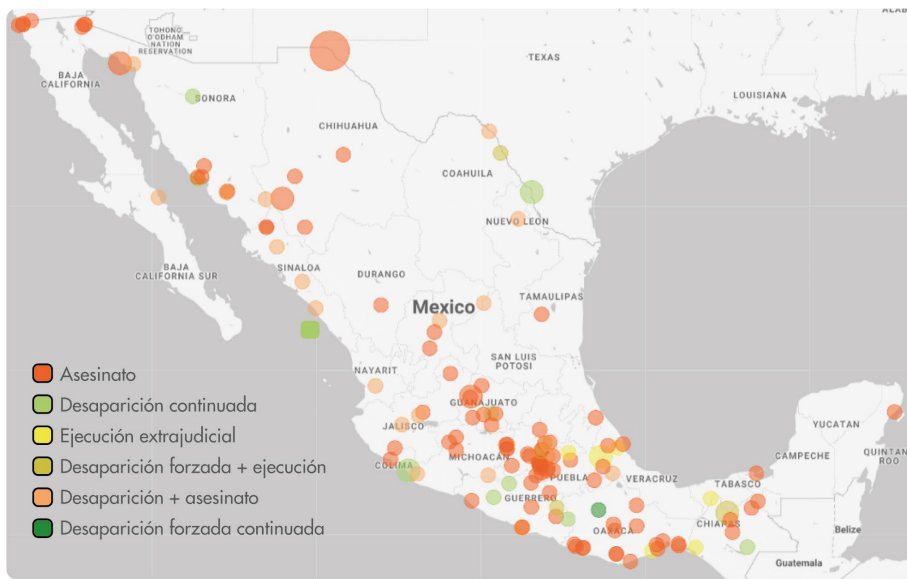 ALAB
TOHONO
O'ODHAM
NATION
RESERVATION
TEXAS
BAJA
CALIFORNIA
SONORA
LOUISIANA
CHIHUAHUA
COAHUILA
NUEVO LEON
BAJA
CALIFORNIA SUR
SINALOA
DURANGO
Mexico
TAMAULIPAS
SAN LUIS
POTOSI
NAYARIT
GUANAJUATO
JALISCO
YUCATAN
QUINTAN
ROO
CAMPECHE
COLIMA
MICHOACAN
PUEBLA
VERACRUZ
TABASCO
GUERRERO
OAXACA
CHIAPAS
Belize
Guatemala
Asesinato
Desaparición continuada
Ejecución extrajudicial
Desaparición forzada + ejecución
Desaparición + asesinato
Desaparición forzada continuada